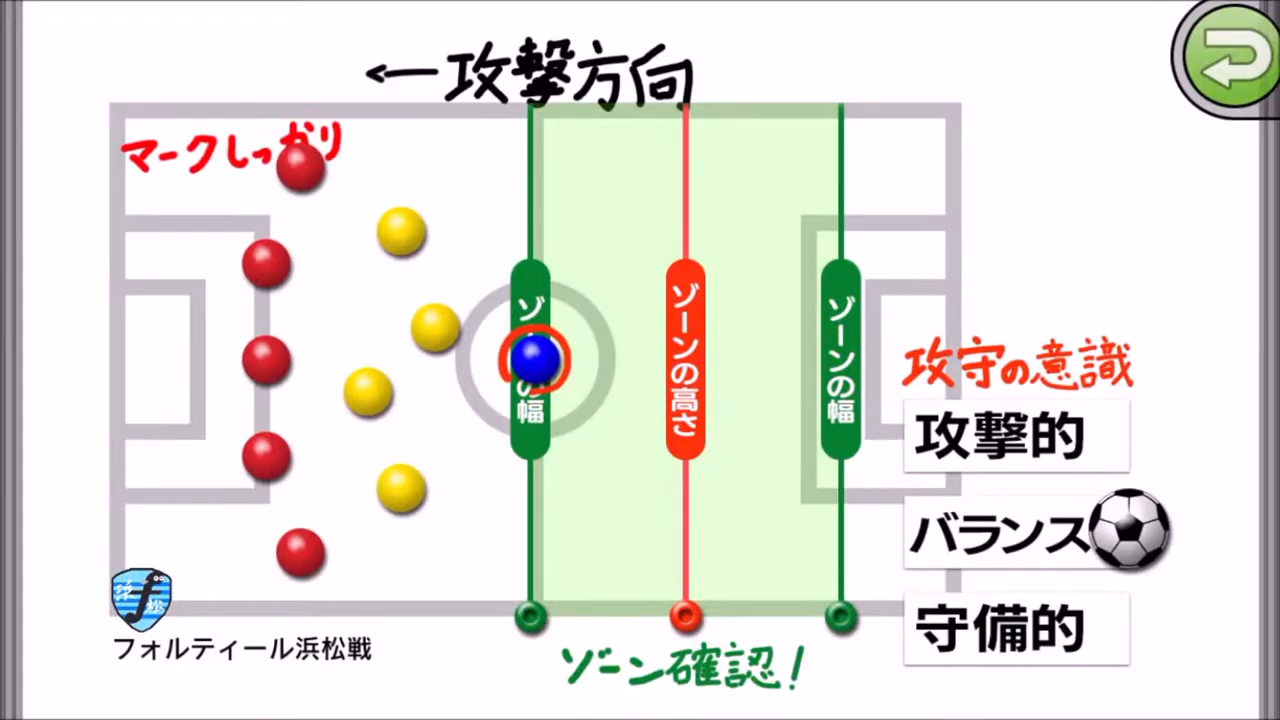 ←攻撃方向
マークしっかり
ゾーンの幅
ゾーンの高さ
ゾーンの幅
攻守の意識
攻撃的
バランス
守備的
浜 f 松
フォルティール浜松戦
ゾーン確認!